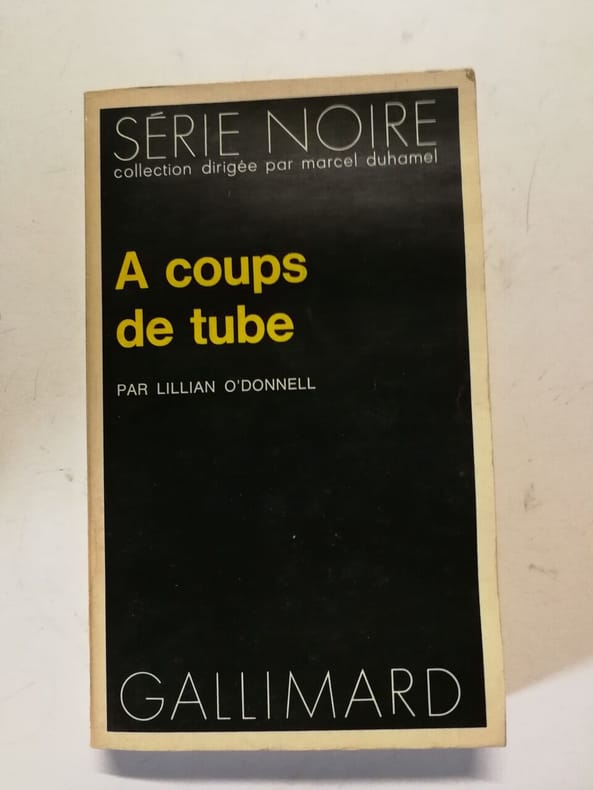 SÉRIE NOIRE
collection dirigée par marcel duhamel
A coups
de tube
PAR LILLIAN O'DONNELL
GALLIMARD